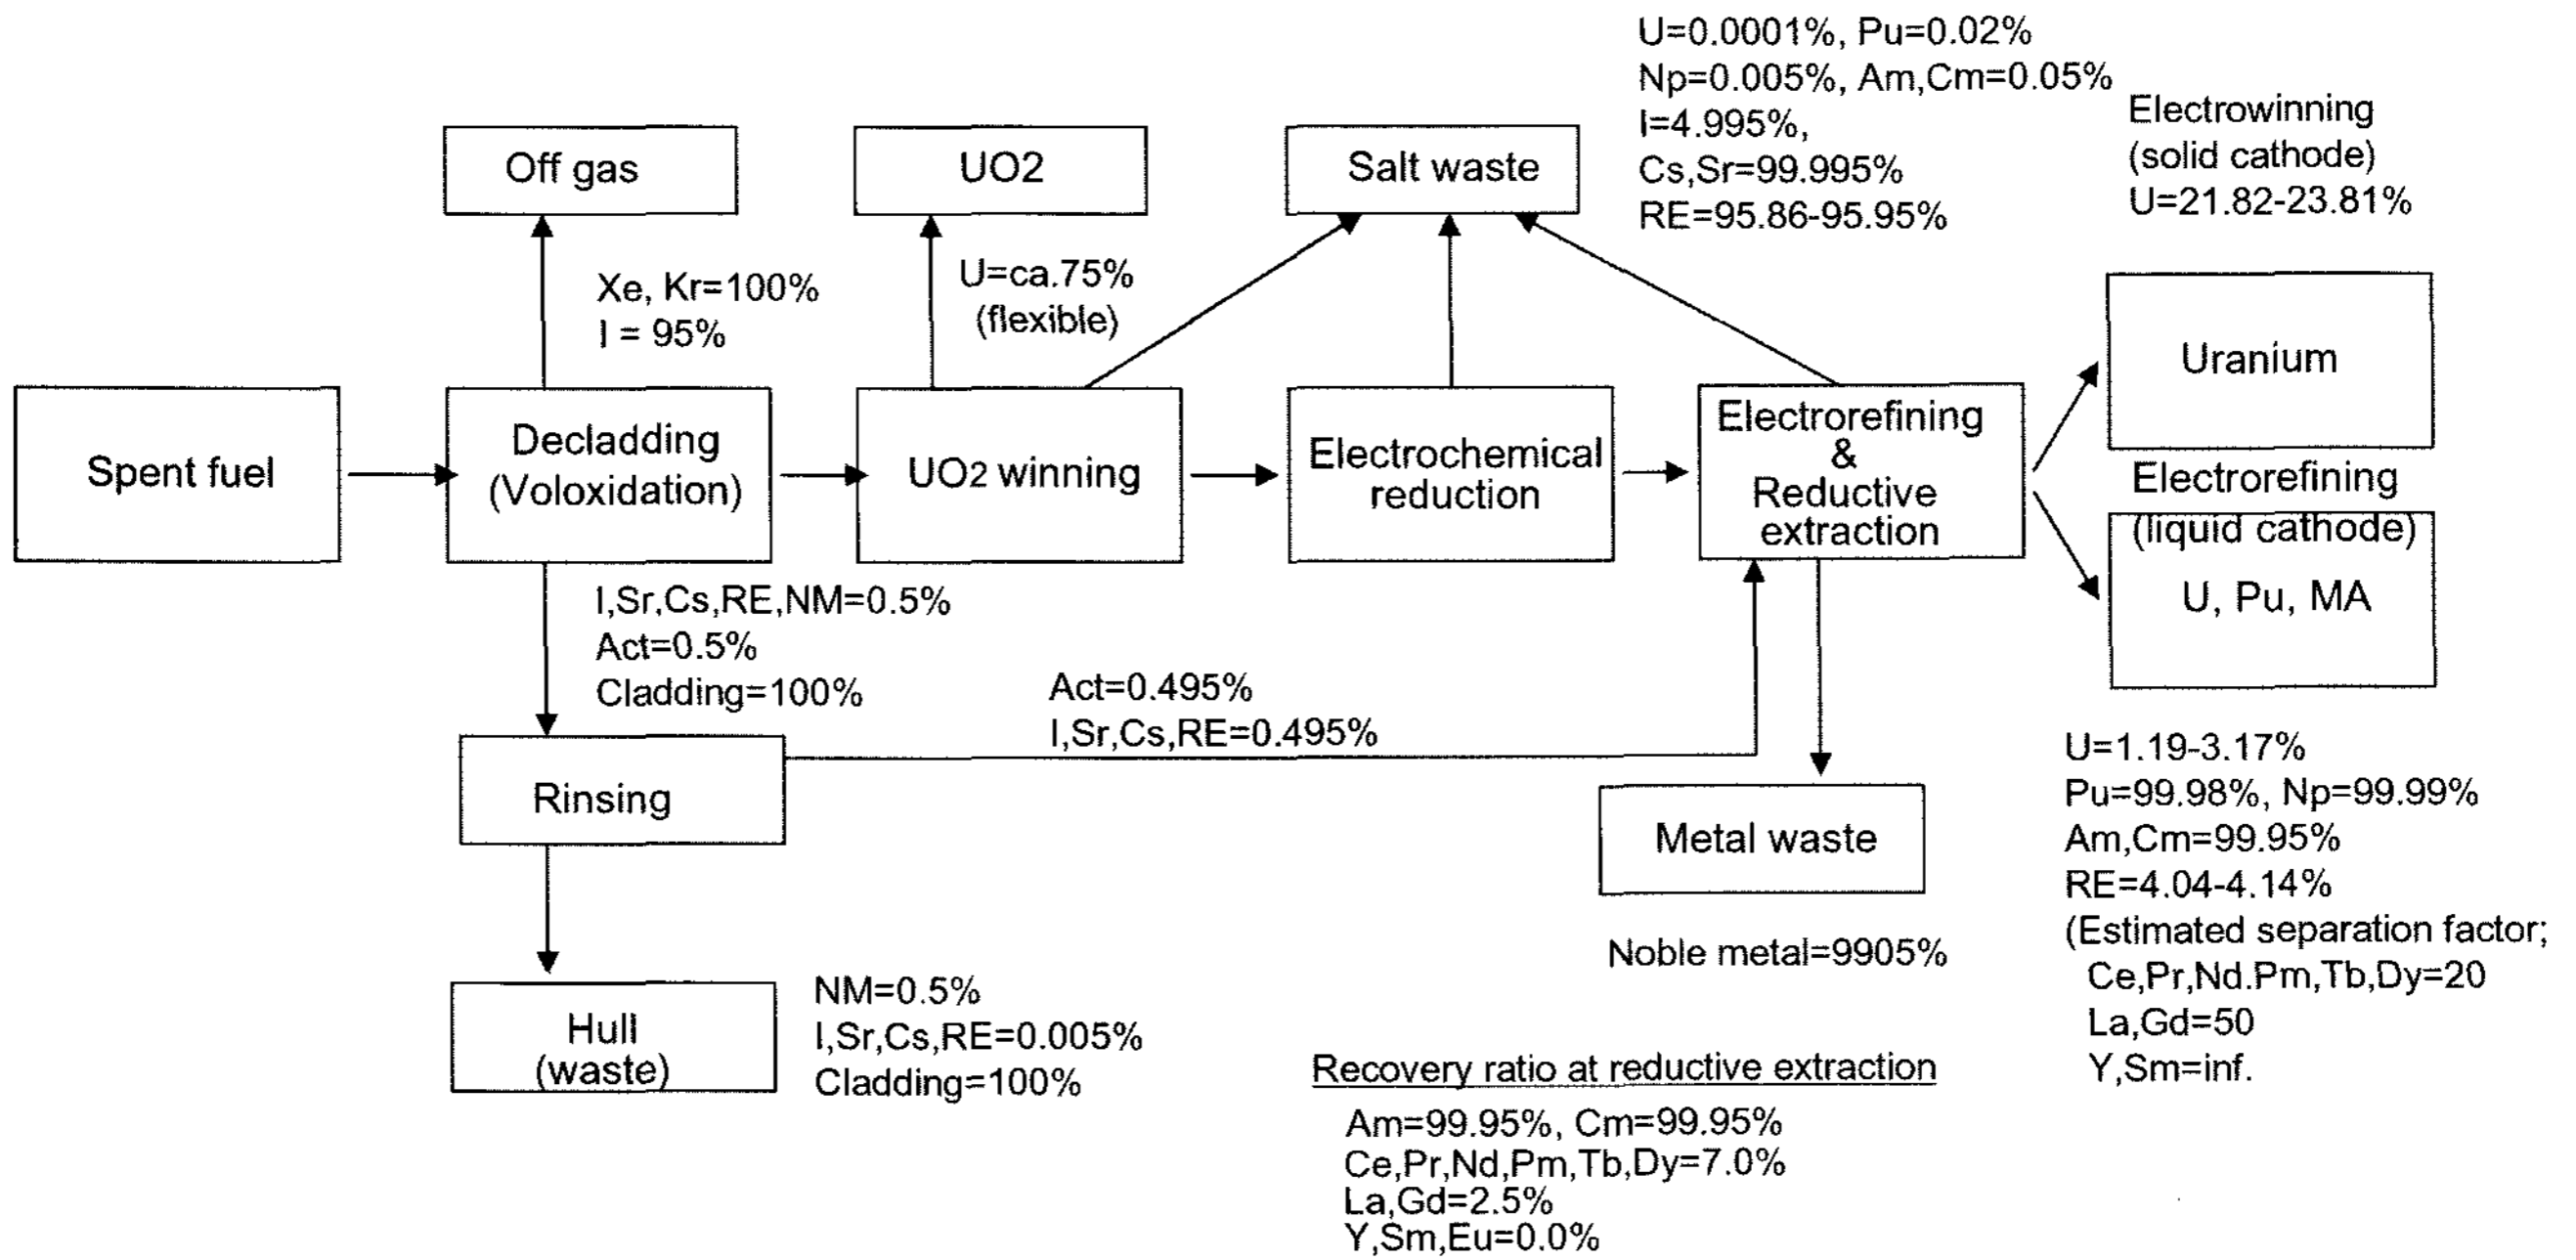 U=0.0001%, Pu=0.02%
Np=0.005%, Am,Cm=0.05%
I=4.995%,
Cs,Sr=99.995%
RE=95.86-95.95%
Electrowinning
(solid cathode)
U=21.82-23.81%
Off gas
UO2
Salt waste
Xe, Kr=100%
I = 95%
U=ca.75%
(flexible)
Spent fuel
Decladding
(Voloxidation)
UO2 winning
Electrochemical
reduction
Electrorefining
&
Reductive
extraction
Uranium
Electrorefining
(liquid cathode)
U, Pu, MA
I,Sr,Cs,RE,NM=0.5%
Act=0.5%
Cladding=100%
Act=0.495%
I,Sr,Cs,RE=0.495%
Rinsing
Metal waste
Noble metal=9905%
U=1.19-3.17%
Pu=99.98%, Np=99.99%
Am,Cm=99.95%
RE=4.04-4.14%
(Estimated separation factor;
Ce,Pr,Nd.Pm,Tb,Dy=20
La,Gd=50
Y,Sm=inf.
Hull
(waste)
NM=0.5%
I,Sr,Cs,RE=0.005%
Cladding=100%
Recovery ratio at reductive extraction
Am=99.95%, Cm=99.95%
Ce,Pr,Nd,Pm,Tb,Dy=7.0%
La,Gd=2.5%
Y,Sm,Eu=0.0%